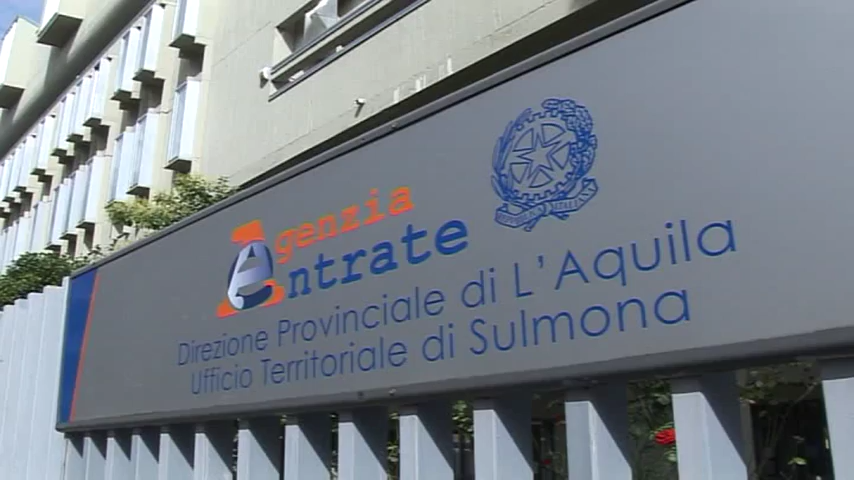 Agenzia
Entrate
Direzione Provinciale di L'Aquila
Ufficio Territoriale di Sulmona